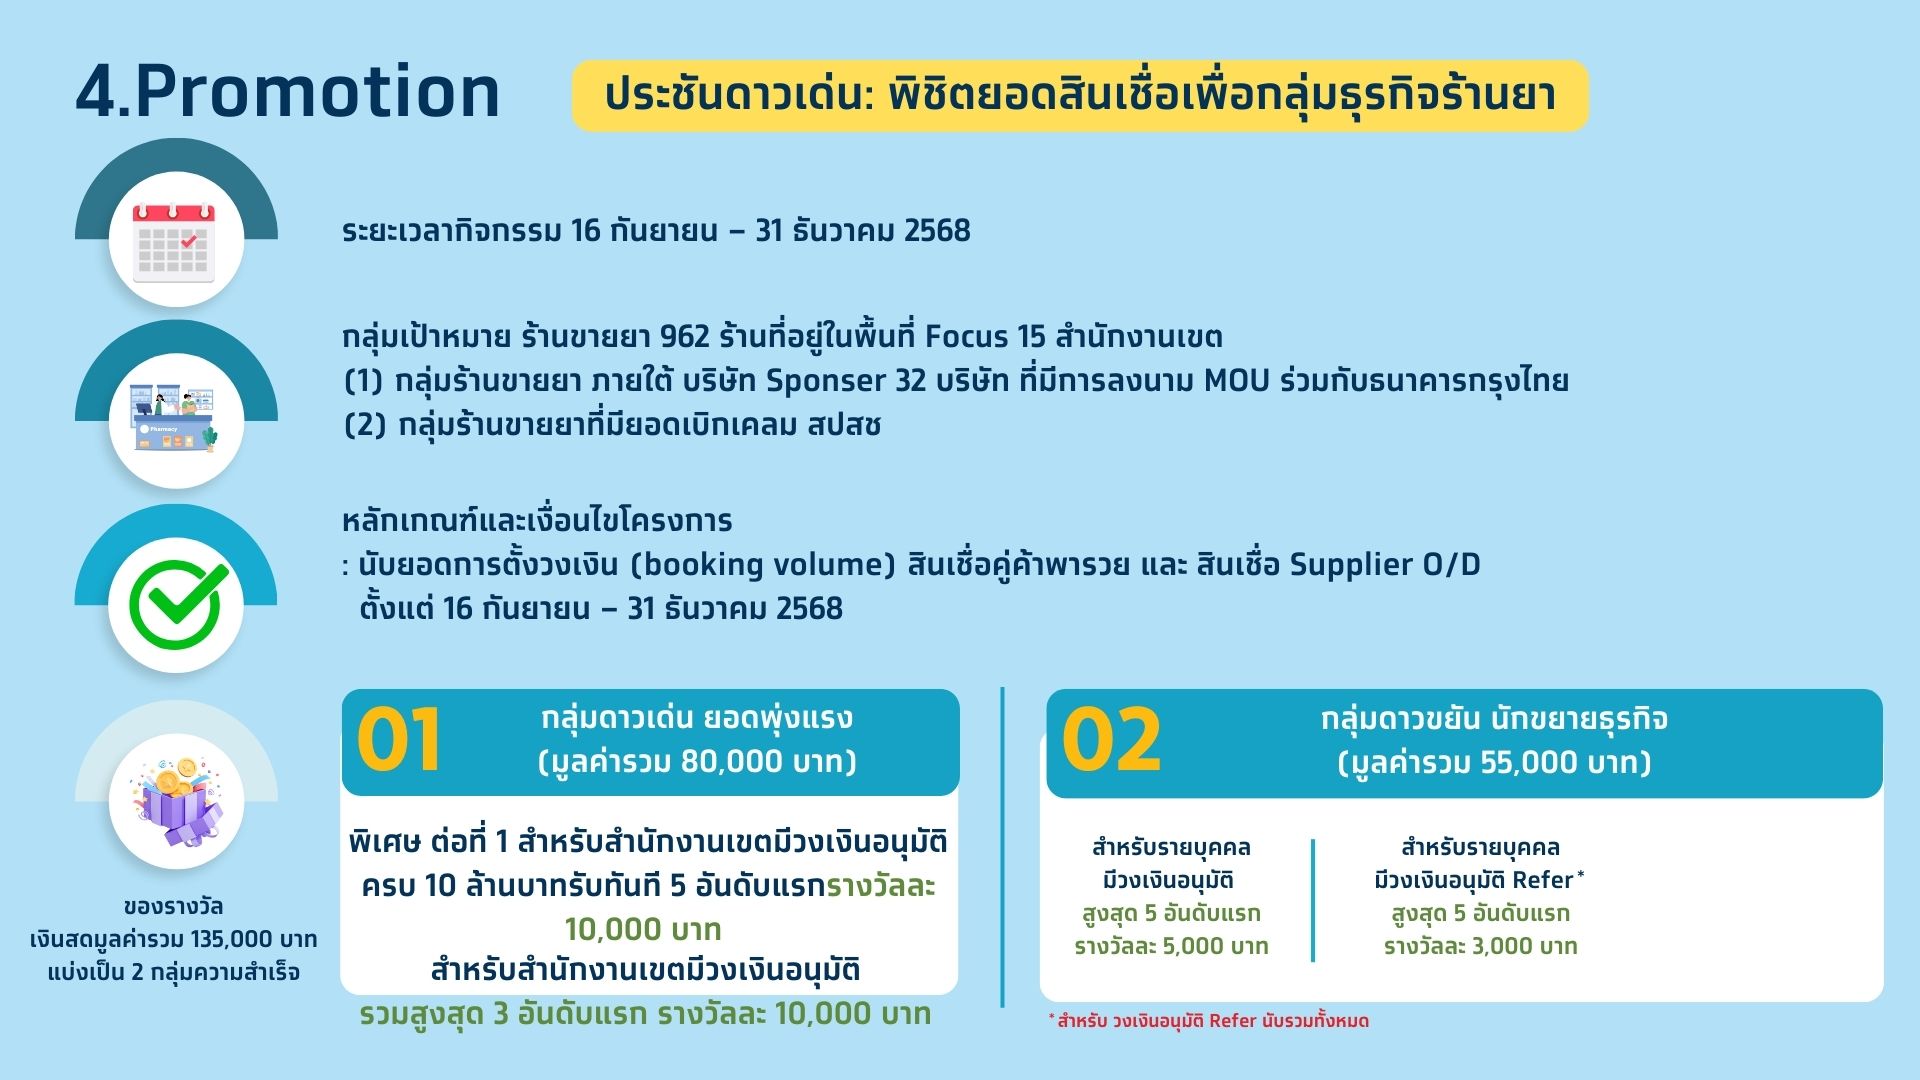 4.Promotion
ประชันดาวเด่น: พิชิตยอดสินเชื่อเพื่อกลุ่มธุรกิจร้านยา
ระยะเวลากิจกรรม 16 กันยายน – 31 ธันวาคม 2568
กลุ่มเป้าหมาย ร้านขายยา 962 ร้านที่อยู่ในพื้นที่ Focus 15 สำนักงานเขต
(1) กลุ่มร้านขายยา ภายใต้ บริษัท Sponser 32 บริษัท ที่มีการลงนาม MOU ร่วมกับธนาคารกรุงไทย
(2) กลุ่มร้านขายยาที่มียอดเบิกเคลม สปสช
Pharmacy
หลักเกณฑ์และเงื่อนไขโครงการ
: นับยอดการตั้งวงเงิน (booking volume) สินเชื่อคู่ค้าพารวย และ สินเชื่อ Supplier O/D
ตั้งแต่ 16 กันยายน – 31 ธันวาคม 2568
ของรางวัล
เงินสดมูลค่ารวม 135,000 บาท
แบ่งเป็น 2 กลุ่มความสำเร็จ
01
กลุ่มดาวเด่น ยอดพุ่งแรง
(มูลค่ารวม 80,000 บาท)
พิเศษ ต่อที่ 1 สำหรับสำนักงานเขตมีวงเงินอนุมัติ
ครบ 10 ล้านบาทรับทันที 5 อันดับแรกรางวัลละ
10,000 บาท
สำหรับสำนักงานเขตมีวงเงินอนุมัติ
รวมสูงสุด 3 อันดับแรก รางวัลละ 10,000 บาท
02
กลุ่มดาวขยัน นักขยายธุรกิจ
(มูลค่ารวม 55,000 บาท)
สำหรับรายบุคคล
มีวงเงินอนุมัติ
สูงสุด 5 อันดับแรก
รางวัลละ 5,000 บาท
สำหรับรายบุคคล
มีวงเงินอนุมัติ Refer*
สูงสุด 5 อันดับแรก
รางวัลละ 3,000 บาท
*สำหรับ วงเงินอนุมัติ Refer นับรวมทั้งหมด